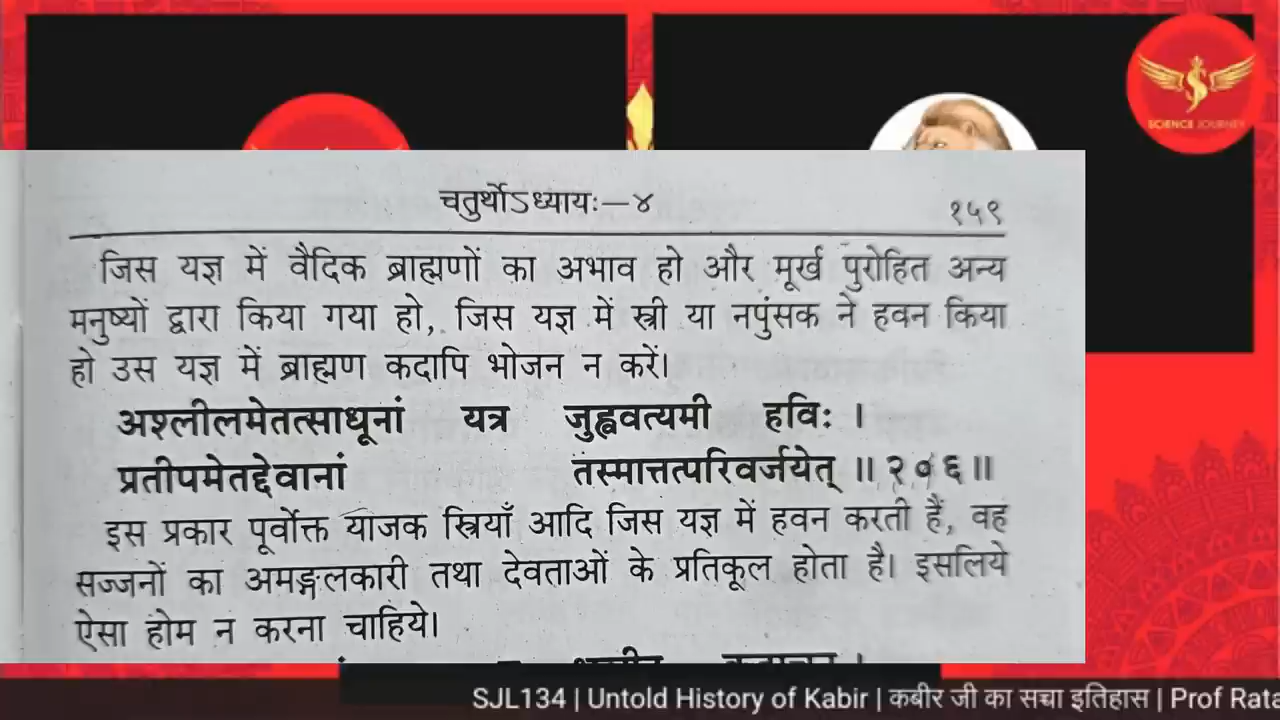 SCIENCE JOURNEY
चतुर्थोऽध्यायः—४
१५९
जिस यज्ञ में वैदिक ब्राह्मणों का अभाव हो और मूर्ख पुरोहित अन्य
मनुष्यों द्वारा किया गया हो, जिस यज्ञ में स्त्री या नपुंसक ने हवन किया
हो उस यज्ञ में ब्राह्मण कदापि भोजन न करें।
अश्लीलमेतत्साधूनां यत्र जुह्वत्यमी हविः ।
प्रतीपमेतद्देवानां तस्मात्तत्परिवर्जयेत् ॥ २०६॥
इस प्रकार पूर्वोक्त याजक स्त्रियाँ आदि जिस यज्ञ में हवन करती हैं, वह
सज्जनों का अमङ्गलकारी तथा देवताओं के प्रतिकूल होता है। इसलिये
ऐसा होम न करना चाहिये।
SJL134 | Untold History of Kabir | कबीर जी का सच्चा इतिहास | Prof Rata